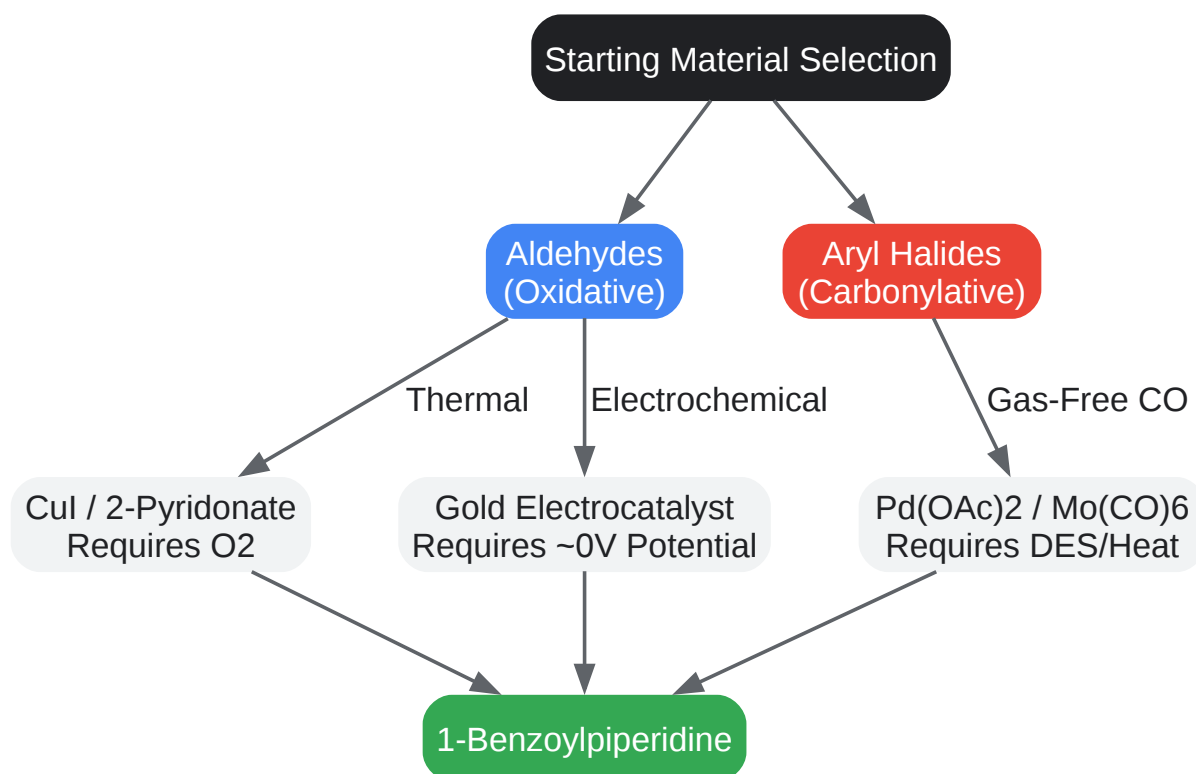 Starting Material Selection
Aldehydes
(Oxidative)
Aryl Halides
(Carbonylative)
Thermal
Electrochemical
Gas-Free CO
CuI / 2-Pyridonate
Requires O2
Gold Electrocatalyst
Requires ~0V Potential
Pd(OAc)2 / Mo(CO)6
Requires DES/Heat
1-Benzoylpiperidine